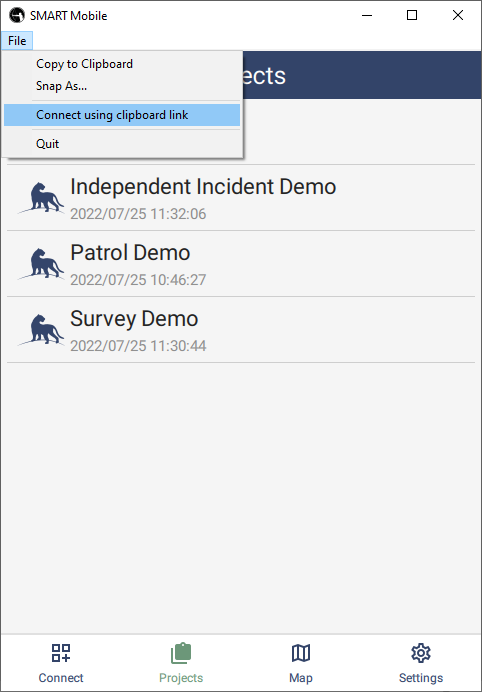 SMART Mobile
File
Copy to Clipboard
Snap As...
Connect using clipboard link
Quit
ects
Independent Incident Demo
2022/07/25 11:32:06
Patrol Demo
2022/07/25 10:46:27
Survey Demo
2022/07/25 11:30:44
Connect
Projects
Map
Settings